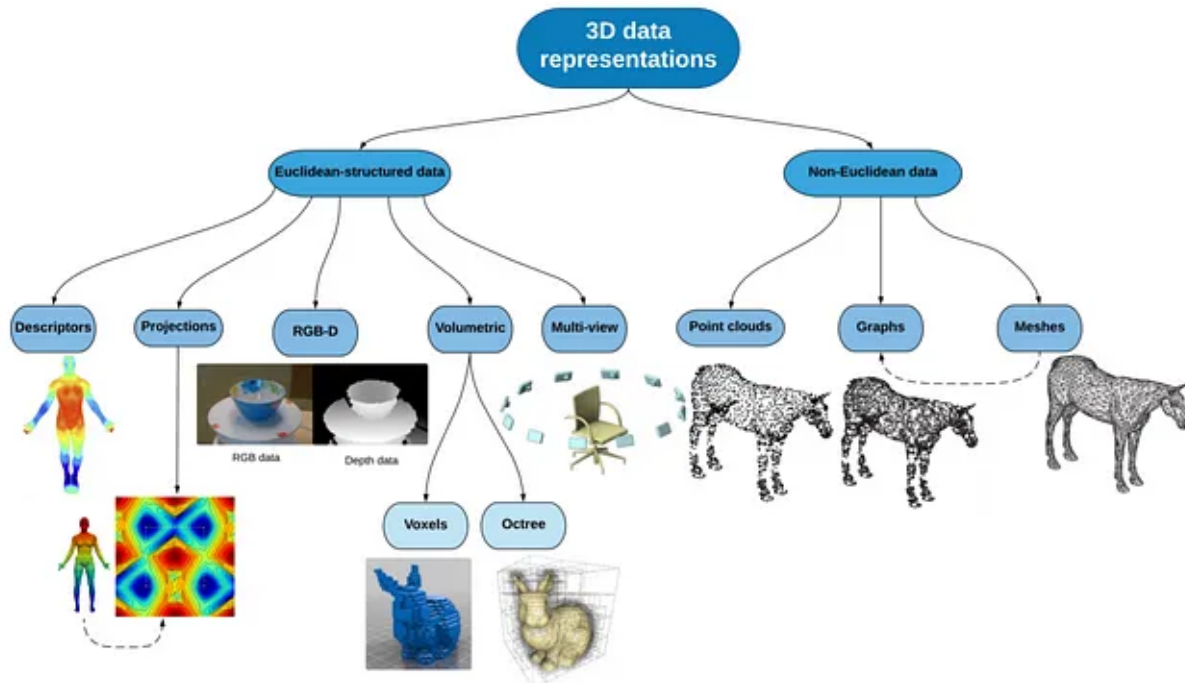 3D data
representations
Euclidean-structured data
Non-Euclidean data
Descriptors
Projections
RGB-D
Volumetric
Multi-view
Point clouds
Graphs
Meshes
RGB data
Depth data
Voxels
Octree